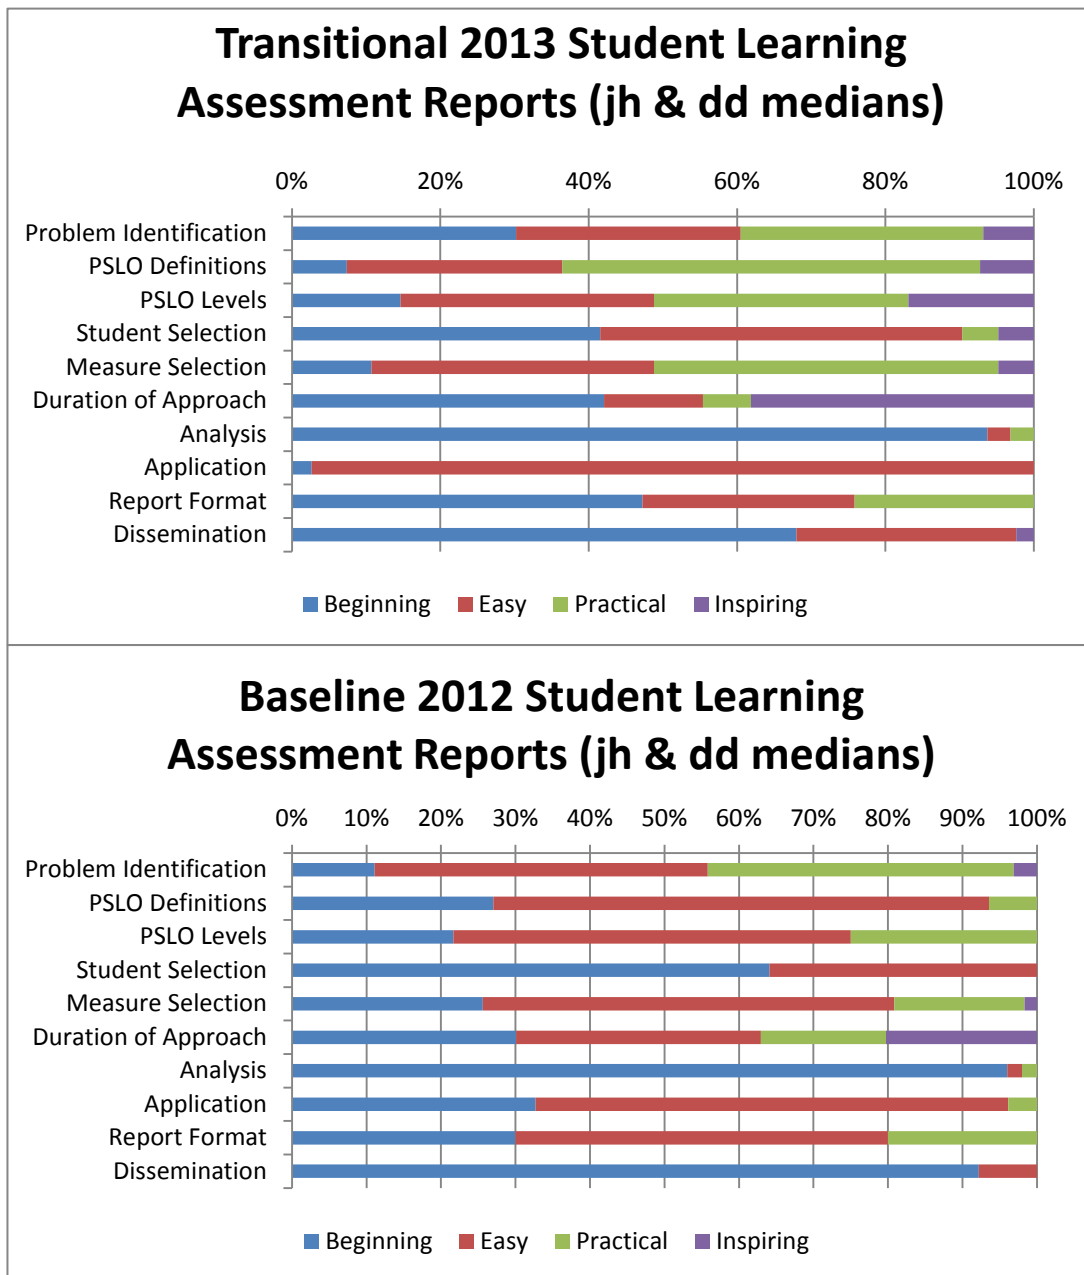 Transitional 2013 Student Learning
Assessment Reports (jh & dd medians)
0% 20% 40% 60% 80% 100%
Problem Identification
PSLO Definitions
PSLO Levels
Student Selection
Measure Selection
Duration of Approach
Analysis
Application
Report Format
Dissemination
Beginning Easy Practical Inspiring
Baseline 2012 Student Learning
Assessment Reports (jh & dd medians)
0% 10% 20% 30% 40% 50% 60% 70% 80% 90% 100%
Problem Identification
PSLO Definitions
PSLO Levels
Student Selection
Measure Selection
Duration of Approach
Analysis
Application
Report Format
Dissemination
Beginning Easy Practical Inspiring